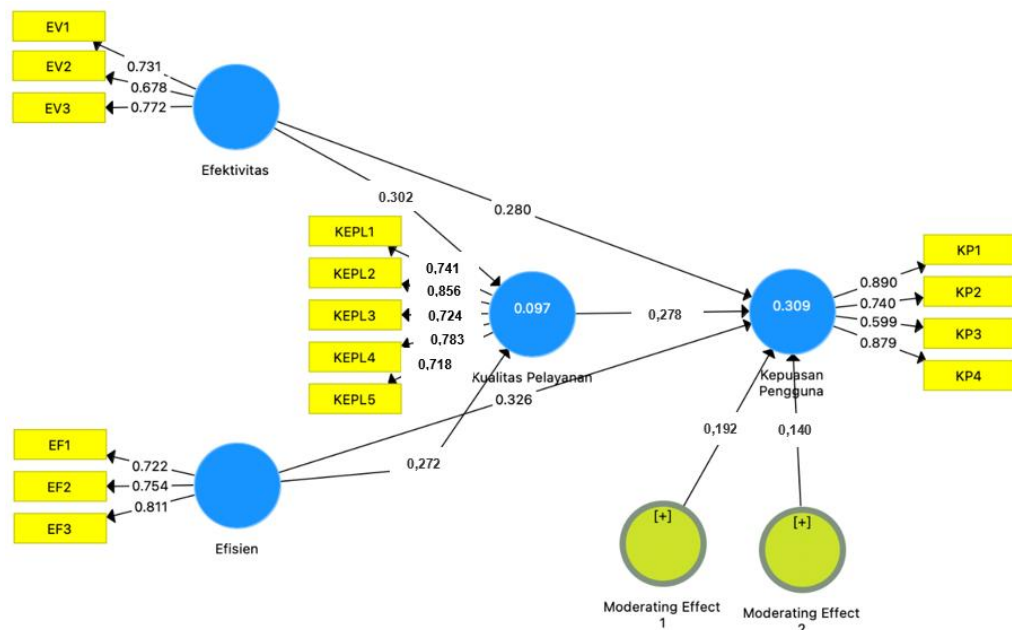 EV1
EV2
EV3
0.731
0.678
0.772
Efektivitas
0.302
0.280
KEPL1
KEPL2
KEPL3
KEPL4
KEPL5
0,741
0,856
0,724
0,783
0,718
0.097
Kualitas Pelayanan
0,278
0.309
Kepuasan
Pengguna
0.890
0.740
0.599
0.879
KP1
KP2
KP3
KP4
0.326
0,272
EF1
EF2
EF3
0.722
0.754
0.811
Efisien
0,192
0,140
[+]
Moderating Effect
1
[+]
Moderating Effect
2